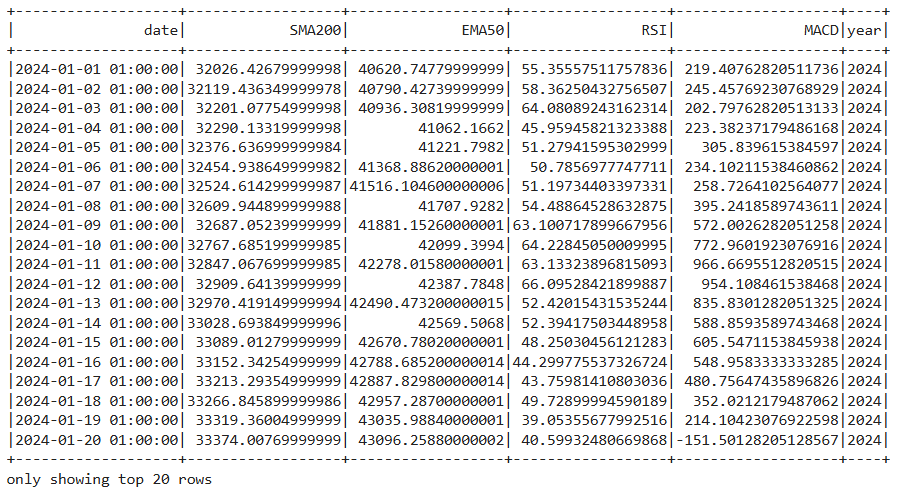 +-------------------+------------------+------------------+------------------+-------------------+----+
|               date|            SMA200|             EMA50|               RSI|               MACD|year|
+-------------------+------------------+------------------+------------------+-------------------+----+
|2024-01-01 01:00:00| 32026.42679999998| 40620.74779999999| 55.35557511757836| 219.40762820511736|2024|
|2024-01-02 01:00:00|32119.436349999978| 40790.42739999999| 58.36250432756507| 245.45769230768929|2024|
|2024-01-03 01:00:00| 32201.07754999998| 40936.30819999999| 64.08089243162314| 202.79762820513133|2024|
|2024-01-04 01:00:00| 32290.13319999998|        41062.1662| 45.95945821323388| 223.38237179486168|2024|
|2024-01-05 01:00:00|32376.636999999984|        41221.7982| 51.27941595302999|   305.839615384597|2024|
|2024-01-06 01:00:00|32454.938649999982| 41368.88620000001|  50.7856977747711| 234.10211538460862|2024|
|2024-01-07 01:00:00|32524.614299999987|41516.104600000006| 51.19734403397331|  258.7264102564077|2024|
|2024-01-08 01:00:00|32609.944899999988|        41707.9282| 54.48864528632875|  395.2418589743611|2024|
|2024-01-09 01:00:00| 32687.05239999999| 41881.15260000001|63.100717899667956|  572.0026282051258|2024|
|2024-01-10 01:00:00|32767.685199999985|        42099.3994| 64.22845050009995|  772.9601923076916|2024|
|2024-01-11 01:00:00|32847.067699999985| 42278.01580000001| 63.13323896815093|  966.6695512820515|2024|
|2024-01-12 01:00:00| 32909.64139999999|        42387.7848| 66.09528421899887|   954.108461538468|2024|
|2024-01-13 01:00:00|32970.419149999994|42490.473200000015| 52.42015431535244|  835.8301282051325|2024|
|2024-01-14 01:00:00|33028.693849999996|        42569.5068| 52.39417503448958|  588.8593589743468|2024|
|2024-01-15 01:00:00| 33089.01279999999| 42670.78020000001| 48.25030456121283|  605.5471153845938|2024|
|2024-01-16 01:00:00| 33152.34254999999|42788.685200000014|44.299775537326724|  548.9583333333285|2024|
|2024-01-17 01:00:00| 33213.29354999999|42887.829800000014| 43.75981410803036| 480.75647435896826|2024|
|2024-01-18 01:00:00|33266.845899999986| 42957.28700000001| 49.72899994590189|  352.0212179487062|2024|
|2024-01-19 01:00:00| 33319.36004999999| 43035.98840000001| 39.05355677992516| 214.10423076922598|2024|
|2024-01-20 01:00:00| 33374.00769999999| 43096.25880000002| 40.59932480669868|-151.50128205128567|2024|
+-------------------+------------------+------------------+------------------+-------------------+----+
only showing top 20 rows